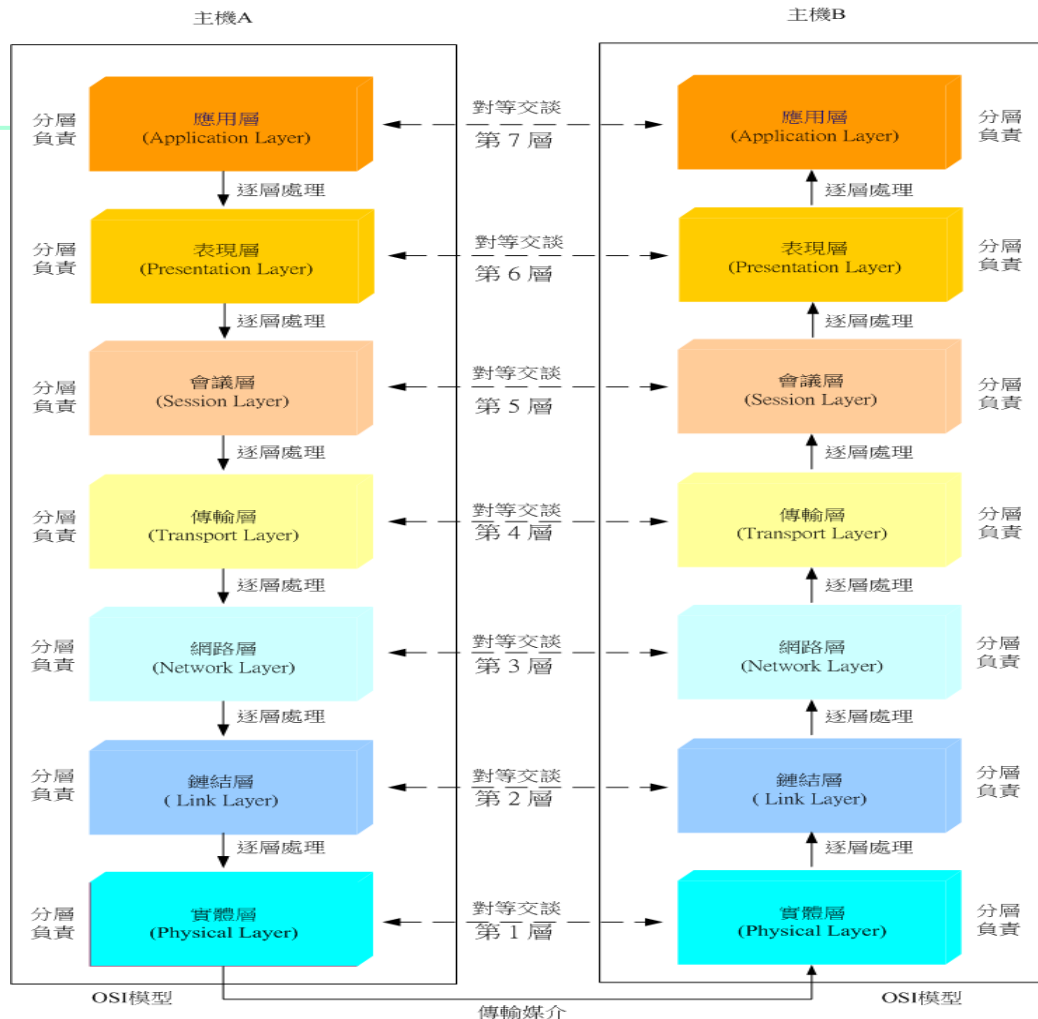 主機A
主機B
分層
負責
應用層
(Application Layer)
對等交談
第 7 層
應用層
(Application Layer)
分層
負責
逐層處理
逐層處理
分層
負責
表現層
(Presentation Layer)
對等交談
第 6 層
表現層
(Presentation Layer)
分層
負責
逐層處理
逐層處理
分層
負責
會議層
(Session Layer)
對等交談
第 5 層
會議層
(Session Layer)
分層
負責
逐層處理
逐層處理
分層
負責
傳輸層
(Transport Layer)
對等交談
第 4 層
傳輸層
(Transport Layer)
分層
負責
逐層處理
逐層處理
分層
負責
網路層
(Network Layer)
對等交談
第 3 層
網路層
(Network Layer)
分層
負責
逐層處理
逐層處理
分層
負責
鏈結層
( Link Layer)
對等交談
第 2 層
鏈結層
( Link Layer)
分層
負責
逐層處理
逐層處理
分層
負責
實體層
(Physical Layer)
對等交談
第 1 層
實體層
(Physical Layer)
分層
負責
OSI模型
OSI模型
傳輸媒介